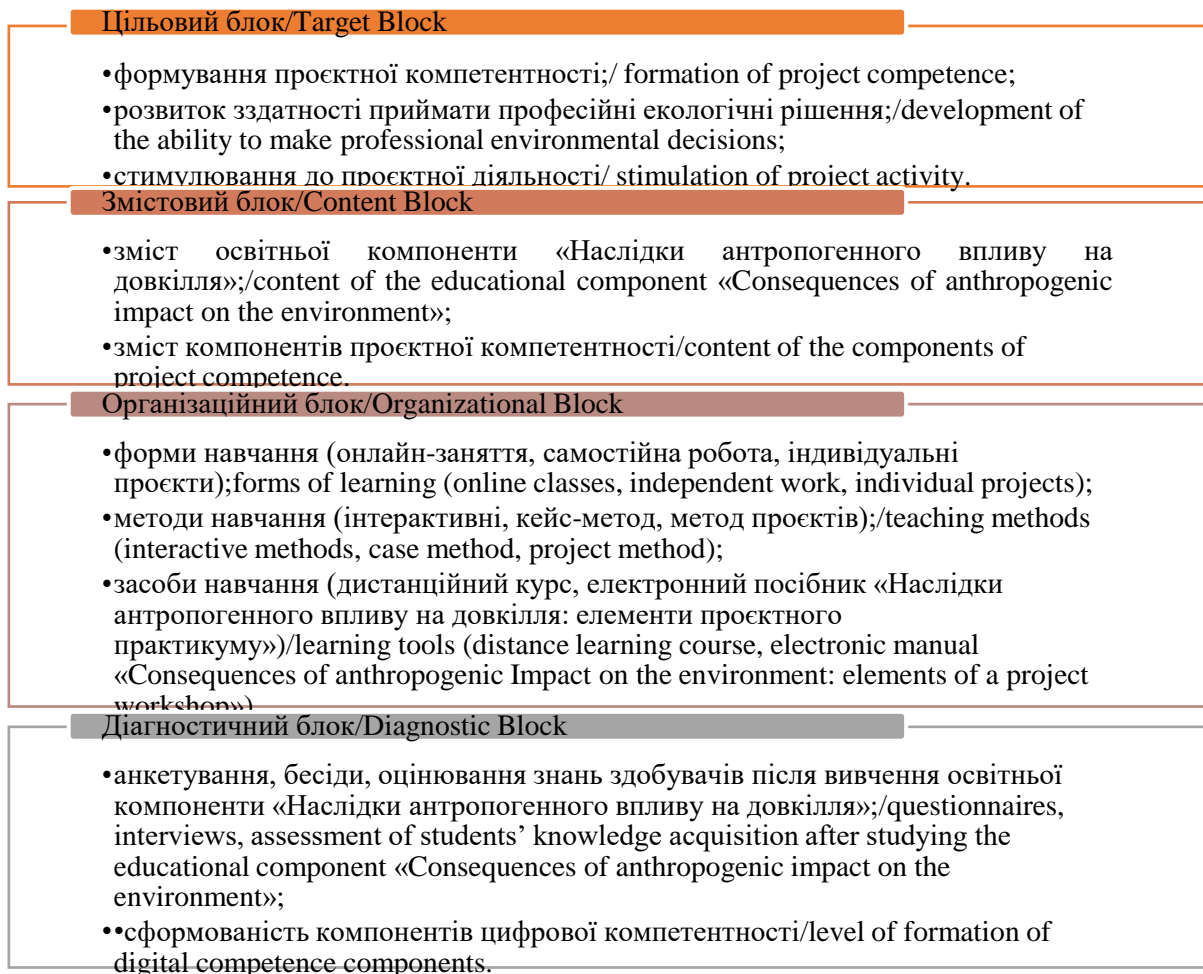 Цільовий блок/Target Block
•формування проєктної компетентності;/ formation of project competence;
•розвиток зздатності приймати професійні екологічні рішення;/development of
the ability to make professional environmental decisions;
•стимулювання до проєктної діяльності/ stimulation of project activity.
Змістовий блок/Content Block
•зміст освітньої компоненти «Наслідки антропогенного впливу на
довкілля»;/content of the educational component «Consequences of anthropogenic
impact on the environment»;
•зміст компонентів проєктної компетентності/content of the components of
project competence.
Організаційний блок/Organizational Block
•форми навчання (онлайн-заняття, самостійна робота, індивідуальні
проєкти);forms of learning (online classes, independent work, individual projects);
•методи навчання (інтерактивні, кейс-метод, метод проєктів);/teaching methods
(interactive methods, case method, project method);
•засоби навчання (дистанційний курс, електронний посібник «Наслідки
антропогенного впливу на довкілля: елементи проєктного
практикуму»)/learning tools (distance learning course, electronic manual
«Consequences of anthropogenic Impact on the environment: elements of a project
workshop»)
Діагностичний блок/Diagnostic Block
•анкетування, бесіди, оцінювання знань здобувачів після вивчення освітньої
компоненти «Наслідки антропогенного впливу на довкілля»;/questionnaires,
interviews, assessment of students’ knowledge acquisition after studying the
educational component «Consequences of anthropogenic impact on the
environment»;
••сформованість компонентів цифрової компетентності/level of formation of
digital competence components.